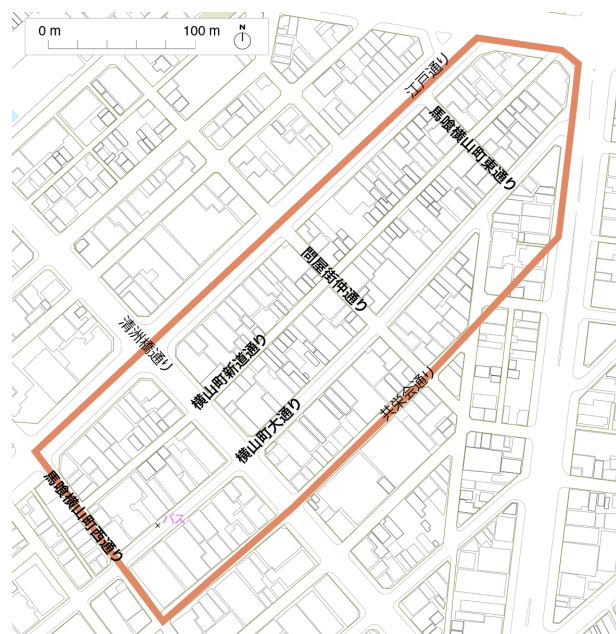 0 m 100 m N
江戸通り
馬喰横山町東通り
問屋街仲通り
清洲橋通り
横山町新道通り
共栄会通り
横山町大通り
馬喰横山町西通り
バス